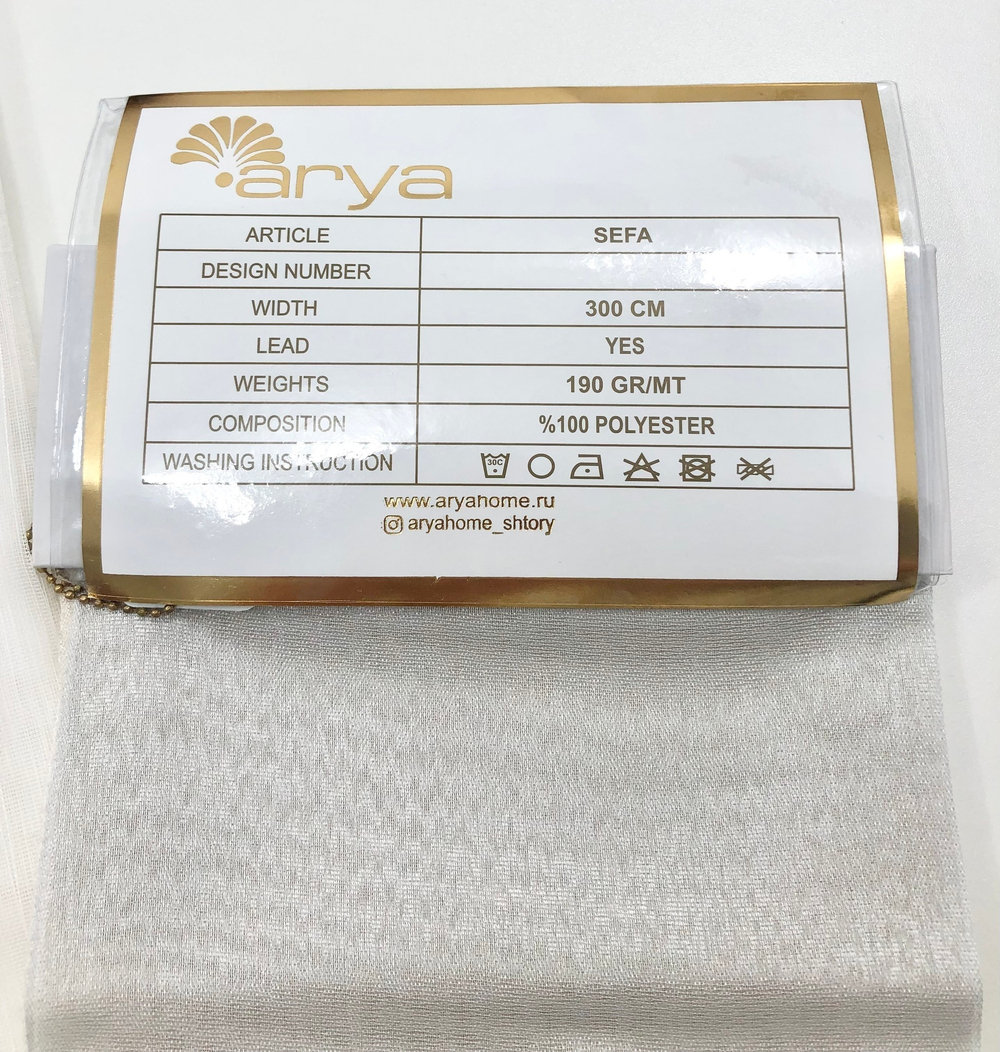 arya
ARTICLE SEFA
DESIGN NUMBER
WIDTH 300 CM
LEAD YES
WEIGHTS 190 GR/MT
COMPOSITION %100 POLYESTER
WASHING INSTRUCTION 30C
www.aryahome.ru
aryahome_shtory